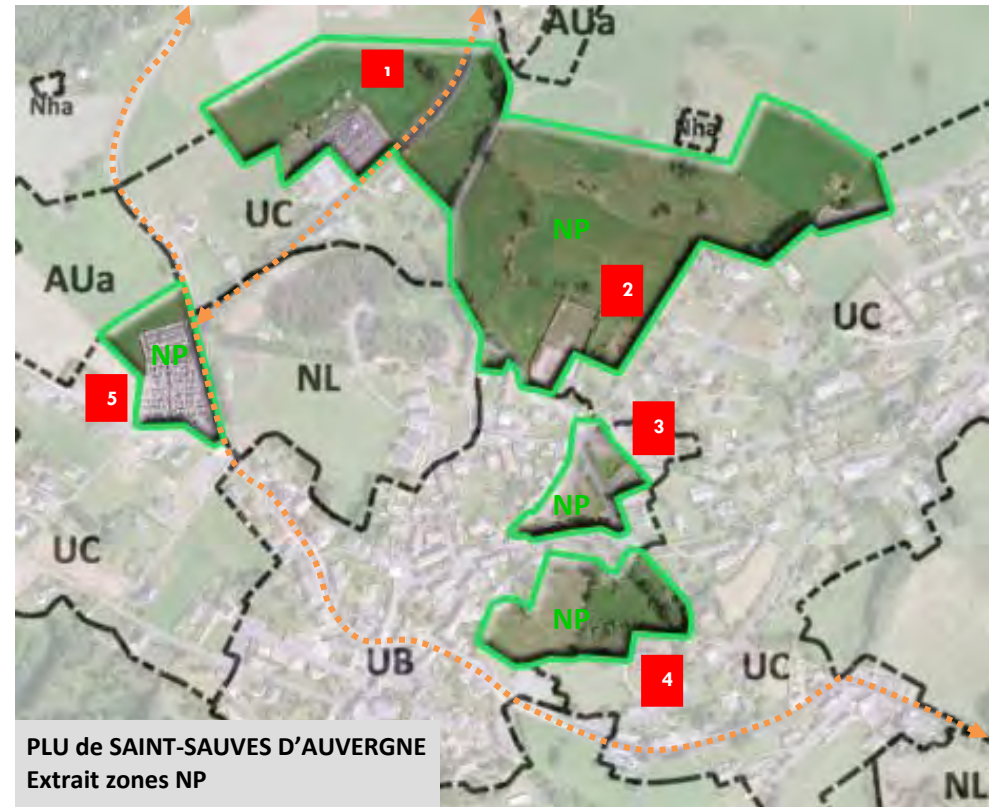 AUa
1
Nha
Nha
UC
NP
AUa
2
UC
NP
NL
5
3
NP
UC
NP
UB
UC
4
PLU de SAINT-SAUVES D'AUVERGNE
Extrait zones NP
NL